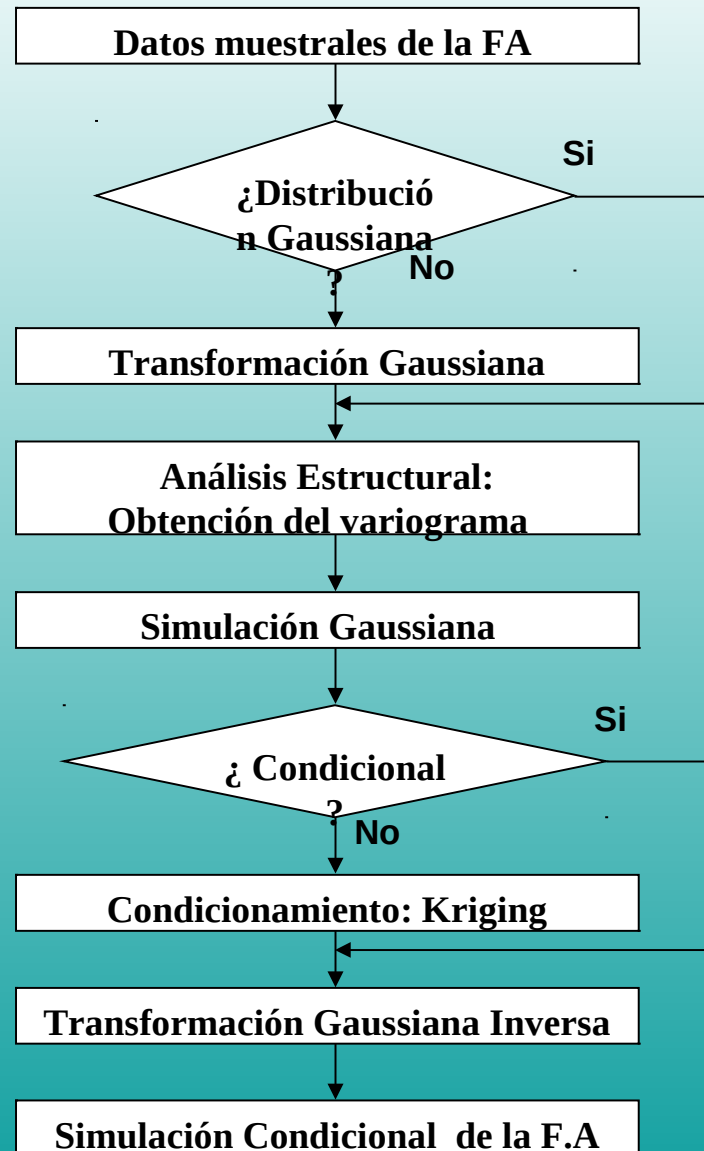 Datos muestrales de la FA
Si
¿Distribució
n Gaussiana
?
No
Transformación Gaussiana
Análisis Estructural:
Obtención del variograma
Simulación Gaussiana
Si
¿ Condicional
?
No
Condicionamiento: Kriging
Transformación Gaussiana Inversa
Simulación Condicional de la F.A